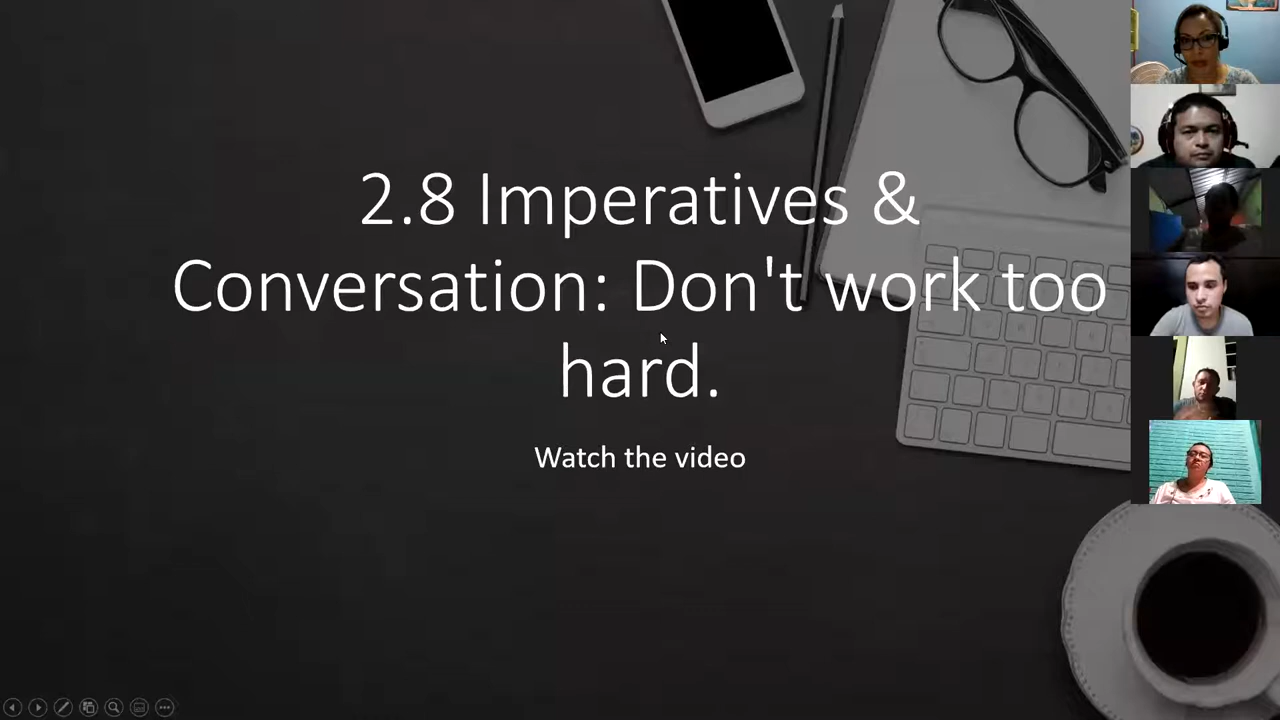 2.8 Imperatives &
Conversation: Don't work too
hard.
Watch the video